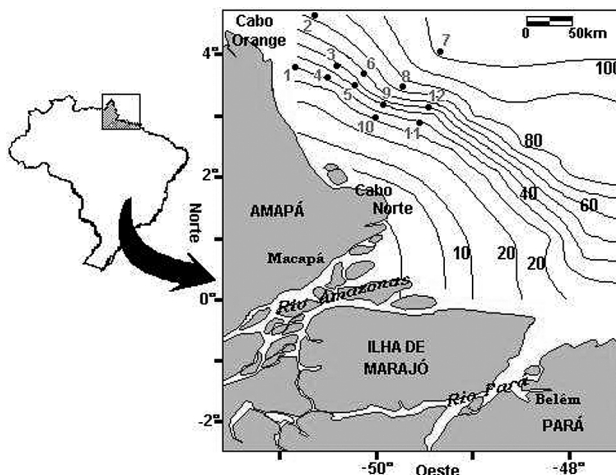 Cabo
Orange
0 50km
4°
2
7
3
6
8
1
4
100
5
9
12
10
11
80
2°
Cabo
Norte
40
60
AMAPÁ
Norte
Macapá
10
20
20
0°
Rio Amazonas
ILHA DE
MARAJÓ
Rio Pará
Belém
-2°
PARÁ
-50°
-48°
Oeste